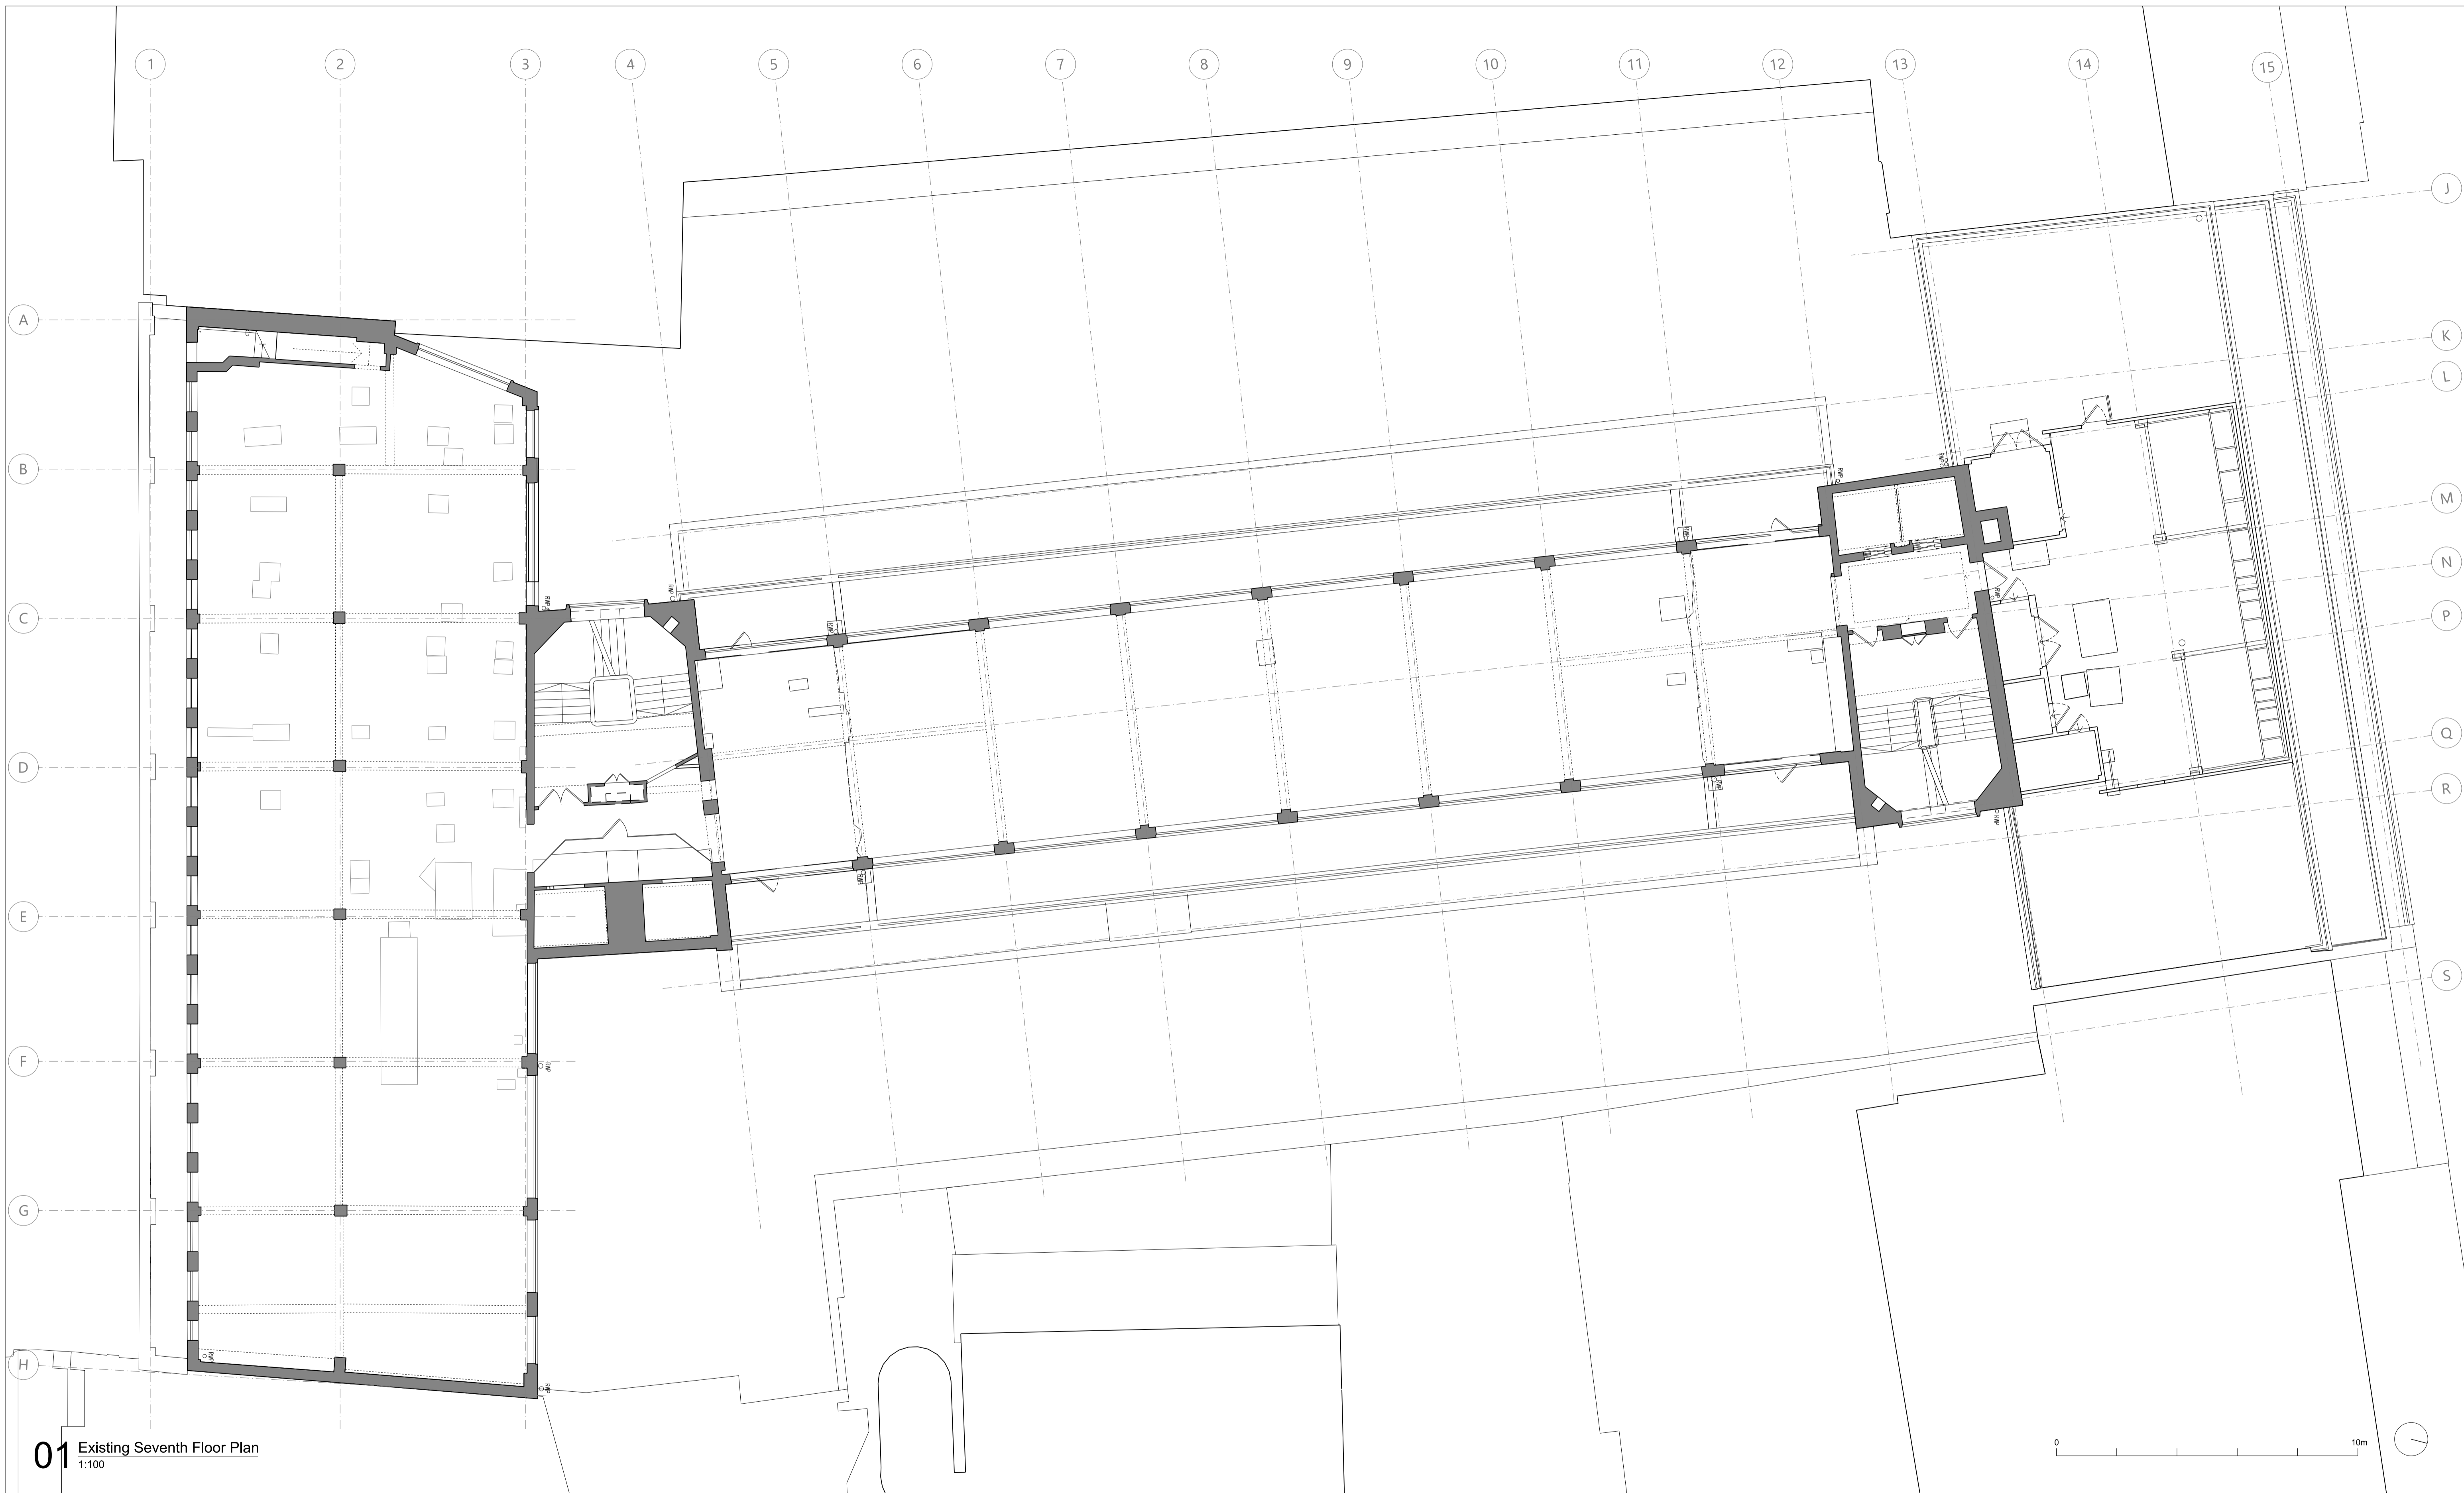 1 2 3 4 5 6 7 8 9 10 11 12 13 14 15
J
A
K
L
B
M
N
C
P
Q
D
R
E
S
F
G
H
01 Existing Seventh Floor Plan
1:100
0 10m